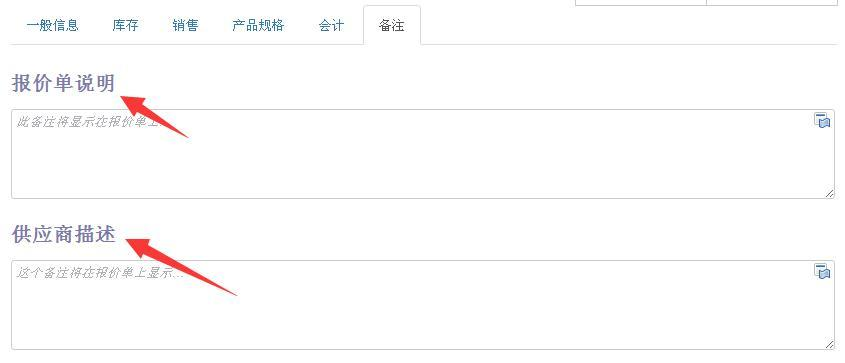 一般信息 库存 销售 产品规格 会计 备注
报价单说明
此备注将显示在报价单上
供应商描述
这个备注将在报价单上显示...